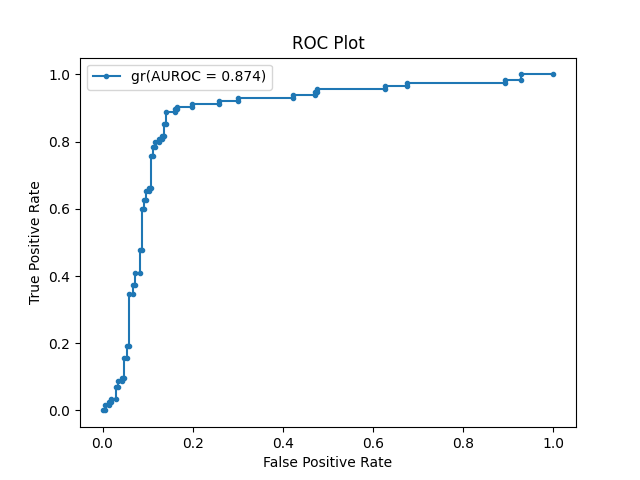 ROC Plot
gr(AUROC = 0.874)
1.0
0.8
0.6
0.4
0.2
0.0
True Positive Rate
0.0 0.2 0.4 0.6 0.8 1.0
False Positive Rate